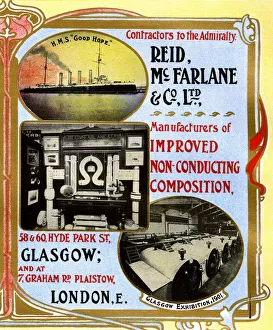 H.M.S. "GOOD HOPE."
Contractors to the Admiralty.
REID,
Mc FARLANE
& Co, LTD,
Manufacturers of
IMPROVED
NON-CONDUCTING
COMPOSITION,
58 & 60, HYDE PARK ST,
GLASGOW;
AND AT
7, GRAHAM RD PLAISTOW,
LONDON, E.
GLASGOW EXHIBITION, 1901